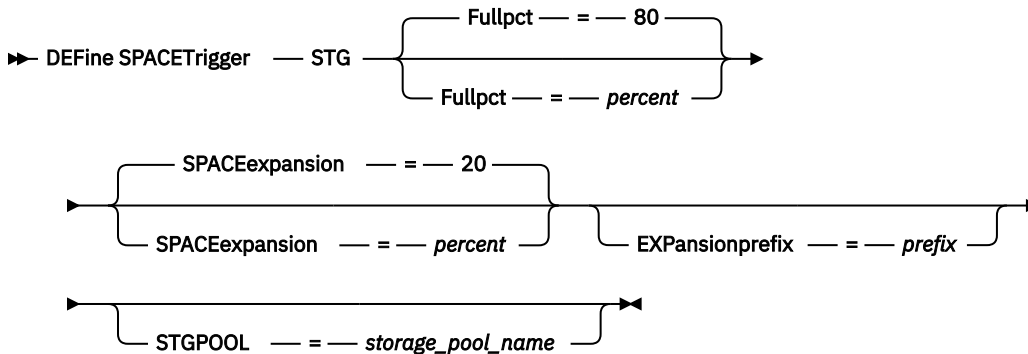 Fullpct = 80
DEFine SPACETrigger STG
Fullpct = percent
SPACEexpansion = 20
SPACEexpansion = percent
EXPansionprefix = prefix
STGPOOL = storage_pool_name